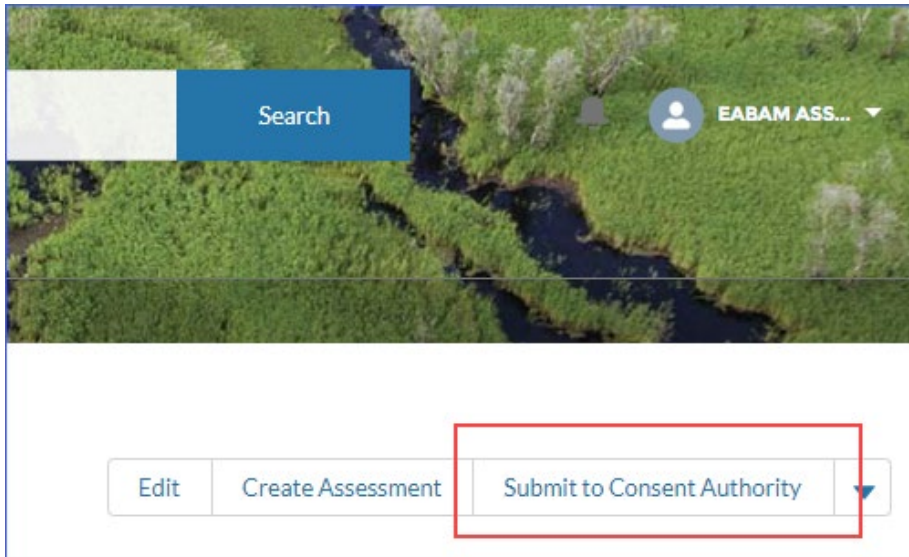 Search
EABAM ASS...
Edit
Create Assessment
Submit to Consent Authority